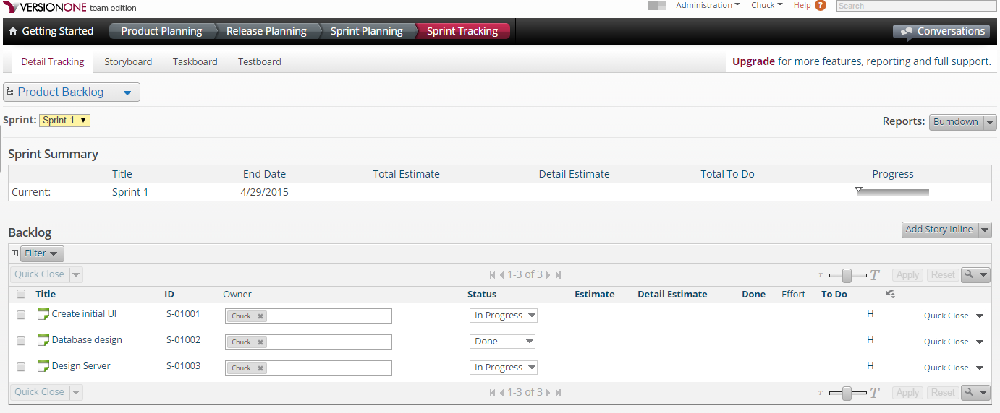 VERSIONONE team edition Administration Chuck Help ? Search
Getting Started Product Planning Release Planning Sprint Planning Sprint Tracking Conversations
Detail Tracking Storyboard Taskboard Testboard Upgrade for more features, reporting and full support.
Product Backlog
Sprint: Sprint 1 Reports: Burndown
Sprint Summary
Title End Date Total Estimate Detail Estimate Total To Do Progress
Current: Sprint 1 4/29/2015
Backlog Add Story Inline
Filter
Quick Close 1-3 of 3 T T Apply Reset
Title ID Owner Status Estimate Detail Estimate Done Effort To Do
Create initial UI S-01001 Chuck In Progress H Quick Close
Database design S-01002 Chuck Done H Quick Close
Design Server S-01003 Chuck In Progress H Quick Close
Quick Close 1-3 of 3 T T Apply Reset